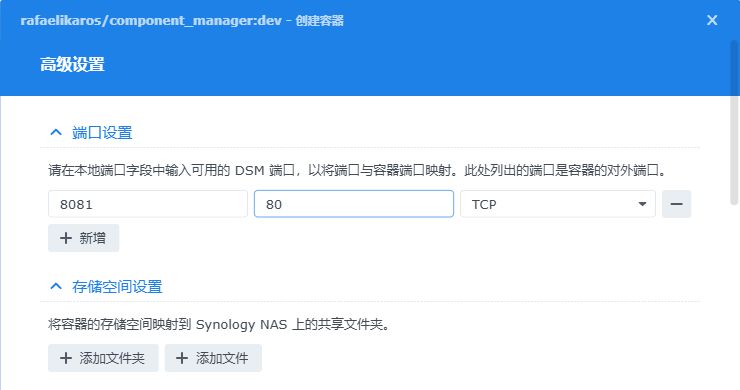 rafaelikaros/component_manager:dev - 创建容器
高级设置
端口设置
请在本地端口字段中输入可用的 DSM 端口，以将端口与容器端口映射。此处列出的端口是容器的对外端口。
8081 80 TCP
新增
存储空间设置
将容器的存储空间映射到 Synology NAS 上的共享文件夹。
添加文件夹 添加文件